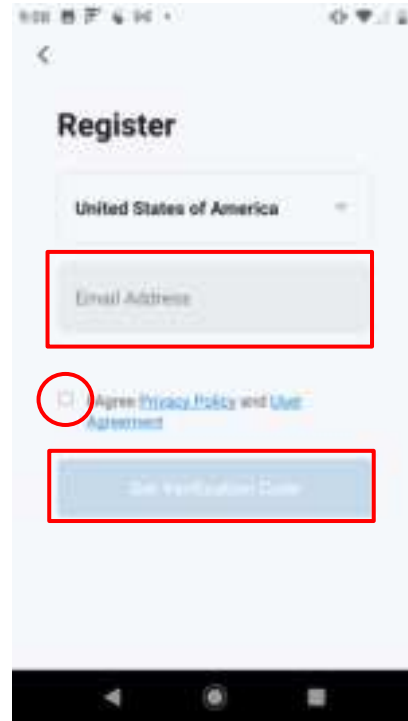 Register
United States of America
Email Address
I Agree Privacy Policy and User
Agreement
Get Verification Code